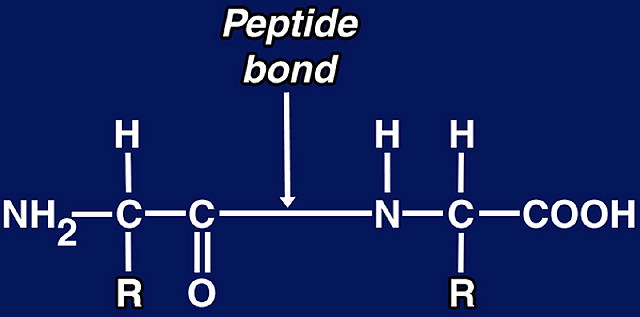 Peptide
bond
H H H
NH2—C—C—N—C—COOH
R O R